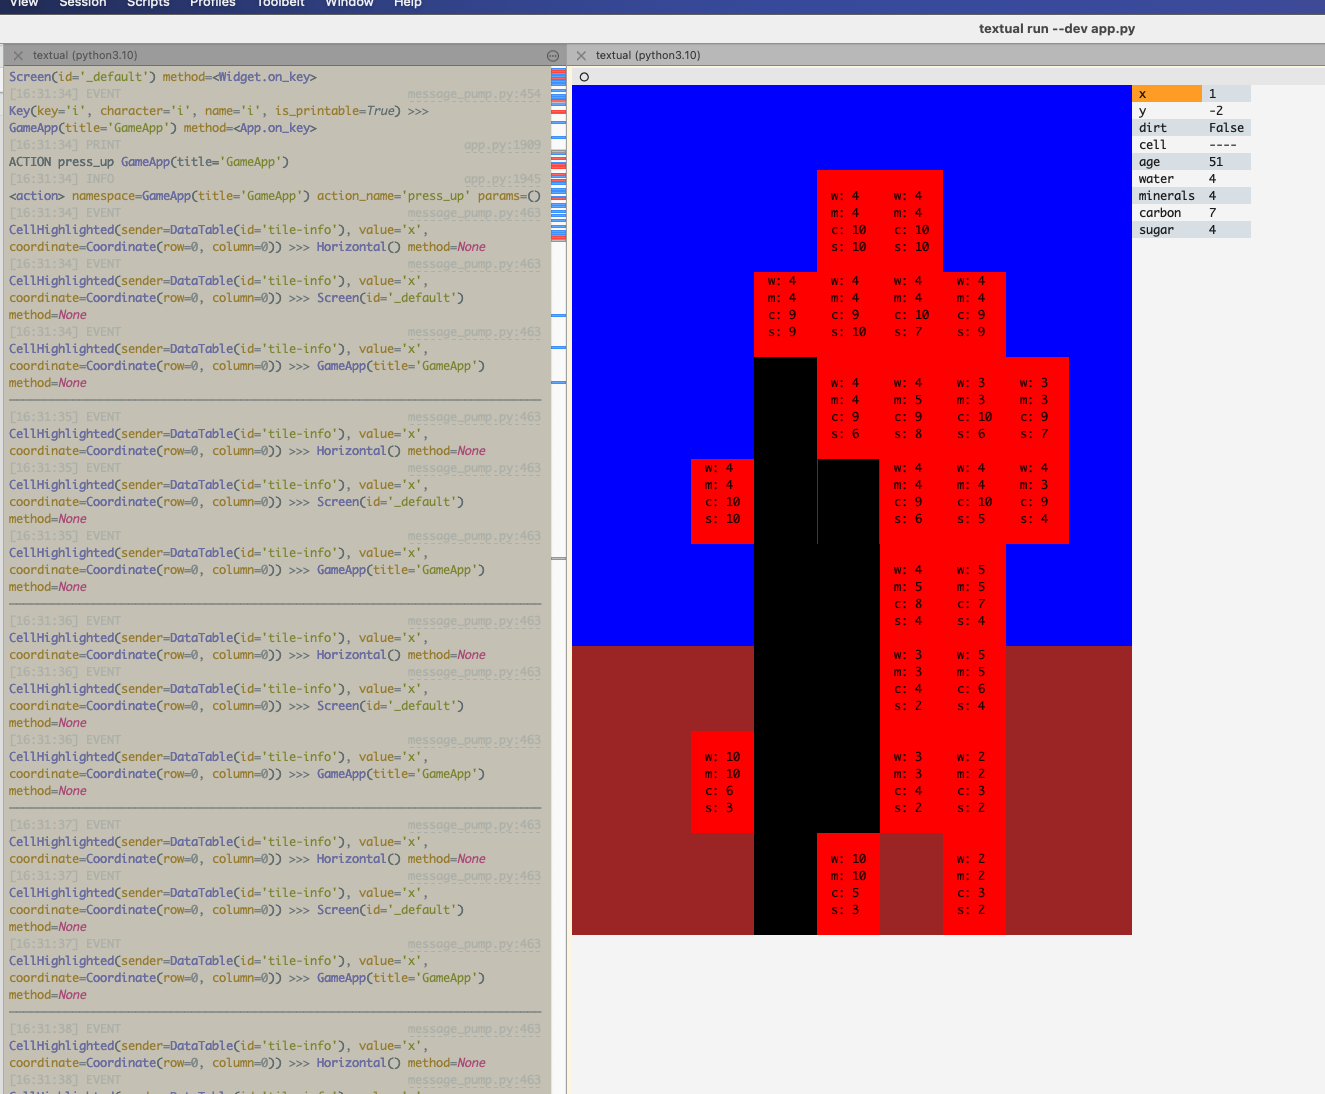 View Session Scripts Profiles Toolbelt Window Help
textual run --dev app.py
textual (python3.10)
textual (python3.10)
Screen(id='_default') method=<Widget.on_key>
[16:31:34] EVENT message_pump.py:454
Key(key='i', character='i', name='i', is_printable=True) >>>
GameApp(title='GameApp') method=<App.on_key>
[16:31:34] PRINT app.py:1909
ACTION press_up GameApp(title='GameApp')
[16:31:34] INFO app.py:1945
<action> namespace=GameApp(title='GameApp') action_name='press_up' params=()
[16:31:34] EVENT message_pump.py:463
CellHighlighted(sender=DataTable(id='tile-info'), value='x',
coordinate=Coordinate(row=0, column=0)) >>> Horizontal() method=None
[16:31:34] EVENT message_pump.py:463
CellHighlighted(sender=DataTable(id='tile-info'), value='x',
coordinate=Coordinate(row=0, column=0)) >>> Screen(id='_default')
method=None
[16:31:34] EVENT message_pump.py:463
CellHighlighted(sender=DataTable(id='tile-info'), value='x',
coordinate=Coordinate(row=0, column=0)) >>> GameApp(title='GameApp')
method=None
[16:31:35] EVENT message_pump.py:463
CellHighlighted(sender=DataTable(id='tile-info'), value='x',
coordinate=Coordinate(row=0, column=0)) >>> Horizontal() method=None
[16:31:35] EVENT message_pump.py:463
CellHighlighted(sender=DataTable(id='tile-info'), value='x',
coordinate=Coordinate(row=0, column=0)) >>> Screen(id='_default')
method=None
[16:31:35] EVENT message_pump.py:463
CellHighlighted(sender=DataTable(id='tile-info'), value='x',
coordinate=Coordinate(row=0, column=0)) >>> GameApp(title='GameApp')
method=None
[16:31:36] EVENT message_pump.py:463
CellHighlighted(sender=DataTable(id='tile-info'), value='x',
coordinate=Coordinate(row=0, column=0)) >>> Horizontal() method=None
[16:31:36] EVENT message_pump.py:463
CellHighlighted(sender=DataTable(id='tile-info'), value='x',
coordinate=Coordinate(row=0, column=0)) >>> Screen(id='_default')
method=None
[16:31:36] EVENT message_pump.py:463
CellHighlighted(sender=DataTable(id='tile-info'), value='x',
coordinate=Coordinate(row=0, column=0)) >>> GameApp(title='GameApp')
method=None
[16:31:37] EVENT message_pump.py:463
CellHighlighted(sender=DataTable(id='tile-info'), value='x',
coordinate=Coordinate(row=0, column=0)) >>> Horizontal() method=None
[16:31:37] EVENT message_pump.py:463
CellHighlighted(sender=DataTable(id='tile-info'), value='x',
coordinate=Coordinate(row=0, column=0)) >>> Screen(id='_default')
method=None
[16:31:37] EVENT message_pump.py:463
CellHighlighted(sender=DataTable(id='tile-info'), value='x',
coordinate=Coordinate(row=0, column=0)) >>> GameApp(title='GameApp')
method=None
[16:31:38] EVENT message_pump.py:463
CellHighlighted(sender=DataTable(id='tile-info'), value='x',
coordinate=Coordinate(row=0, column=0)) >>> Horizontal() method=None
[16:31:38] EVENT message_pump.py:463
w: 4 w: 4
m: 4 m: 4
c: 10 c: 10
s: 10 s: 10
w: 4 w: 4 w: 4 w: 4
m: 4 m: 4 m: 4 m: 4
c: 9 c: 9 c: 10 c: 9
s: 9 s: 10 s: 7 s: 9
w: 4 w: 4 w: 3 w: 3
m: 4 m: 5 m: 3 m: 3
c: 9 c: 9 c: 10 c: 9
s: 6 s: 8 s: 6 s: 7
w: 4 w: 4 w: 4 w: 4
m: 4 m: 4 m: 4 m: 3
c: 10 c: 9 c: 10 c: 9
s: 10 s: 6 s: 5 s: 4
w: 4 w: 5
m: 5 m: 5
c: 8 c: 7
s: 4 s: 4
w: 3 w: 5
m: 3 m: 5
c: 4 c: 6
s: 2 s: 4
w: 10 w: 3 w: 2
m: 10 m: 3 m: 2
c: 6 c: 4 c: 3
s: 3 s: 2 s: 2
w: 10 w: 2
m: 10 m: 2
c: 5 c: 3
s: 3 s: 2
x 1
y -2
dirt False
cell ----
age 51
water 4
minerals 4
carbon 7
sugar 4